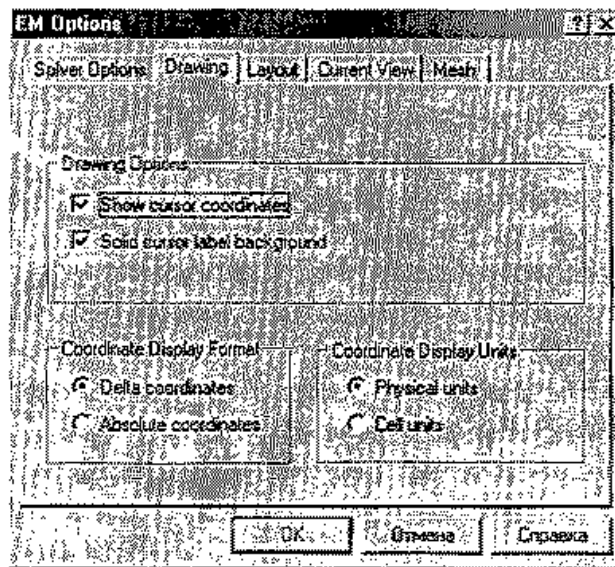 EM Options
Solver Options Drawing Layout Current View Mesh
Drawing Options
Show cursor coordinates
Solid cursor label background
Coordinate Display Format
Delta coordinates
Absolute coordinates
Coordinate Display Units
Physical units
Cell units
OK Отмена Справка